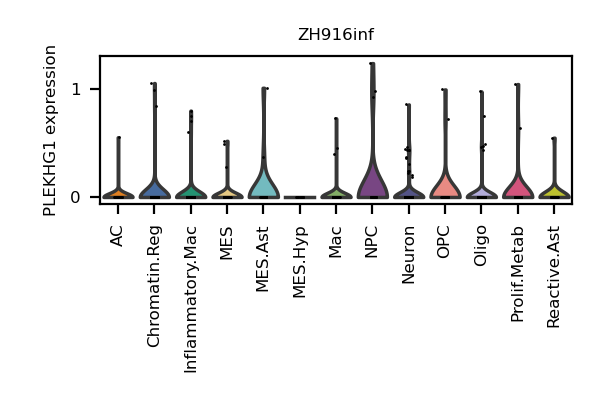 ZH916inf
PLEKHG1 expression
1
0
AC
Chromatin.Reg
Inflammatory.Mac
MES
MES.Ast
MES.Hyp
Mac
NPC
Neuron
OPC
Oligo
Prolif.Metab
Reactive.Ast